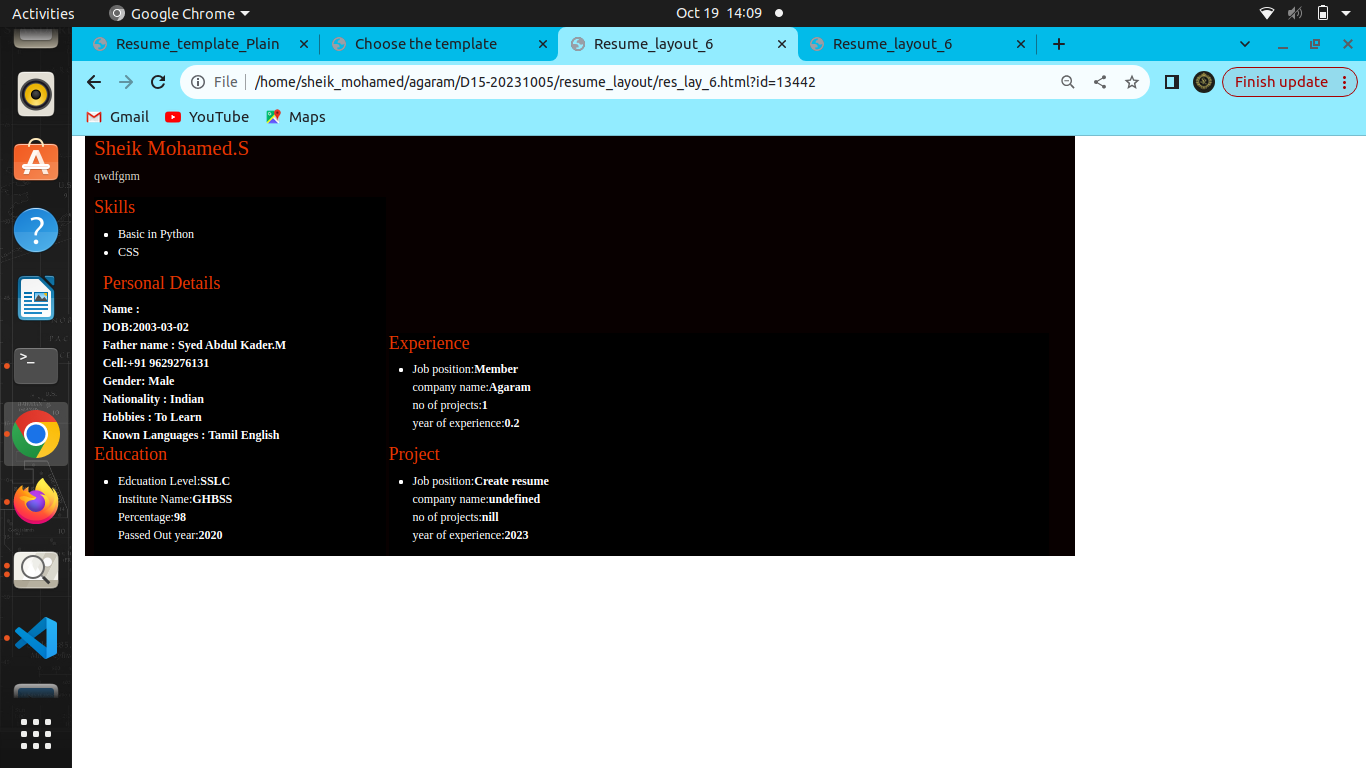 Activities
Google Chrome
Oct 19 14:09
Resume_template_Plain
Choose the template
Resume_layout_6
Resume_layout_6
File
/home/sheik_mohamed/agaram/D15-20231005/resume_layout/res_lay_6.html?id=13442
Finish update
Gmail
YouTube
Maps
Sheik Mohamed.S
qwdfgnm
Skills
Basic in Python
CSS
Personal Details
Name :
DOB:2003-03-02
Father name : Syed Abdul Kader.M
Cell:+91 9629276131
Gender: Male
Nationality : Indian
Hobbies : To Learn
Known Languages : Tamil English
Education
Edcuation Level:SSLC
Institute Name:GHBSS
Percentage:98
Passed Out year:2020
Experience
Job position:Member
company name:Agaram
no of projects:1
year of experience:0.2
Project
Job position:Create resume
company name:undefined
no of projects:nill
year of experience:2023